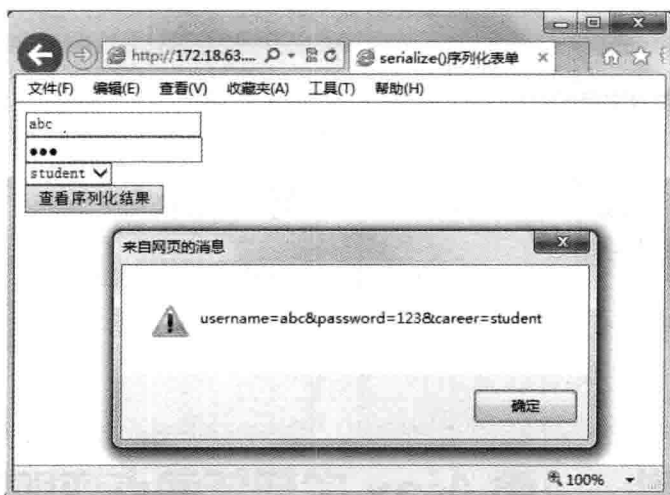 http://172.18.63....
serialize()序列化表单
文件(F) 编辑(E) 查看(V) 收藏夹(A) 工具(T) 帮助(H)
abc
●●●
student
查看序列化结果
来自网页的消息
username=abc&password=123&career=student
确定
100%